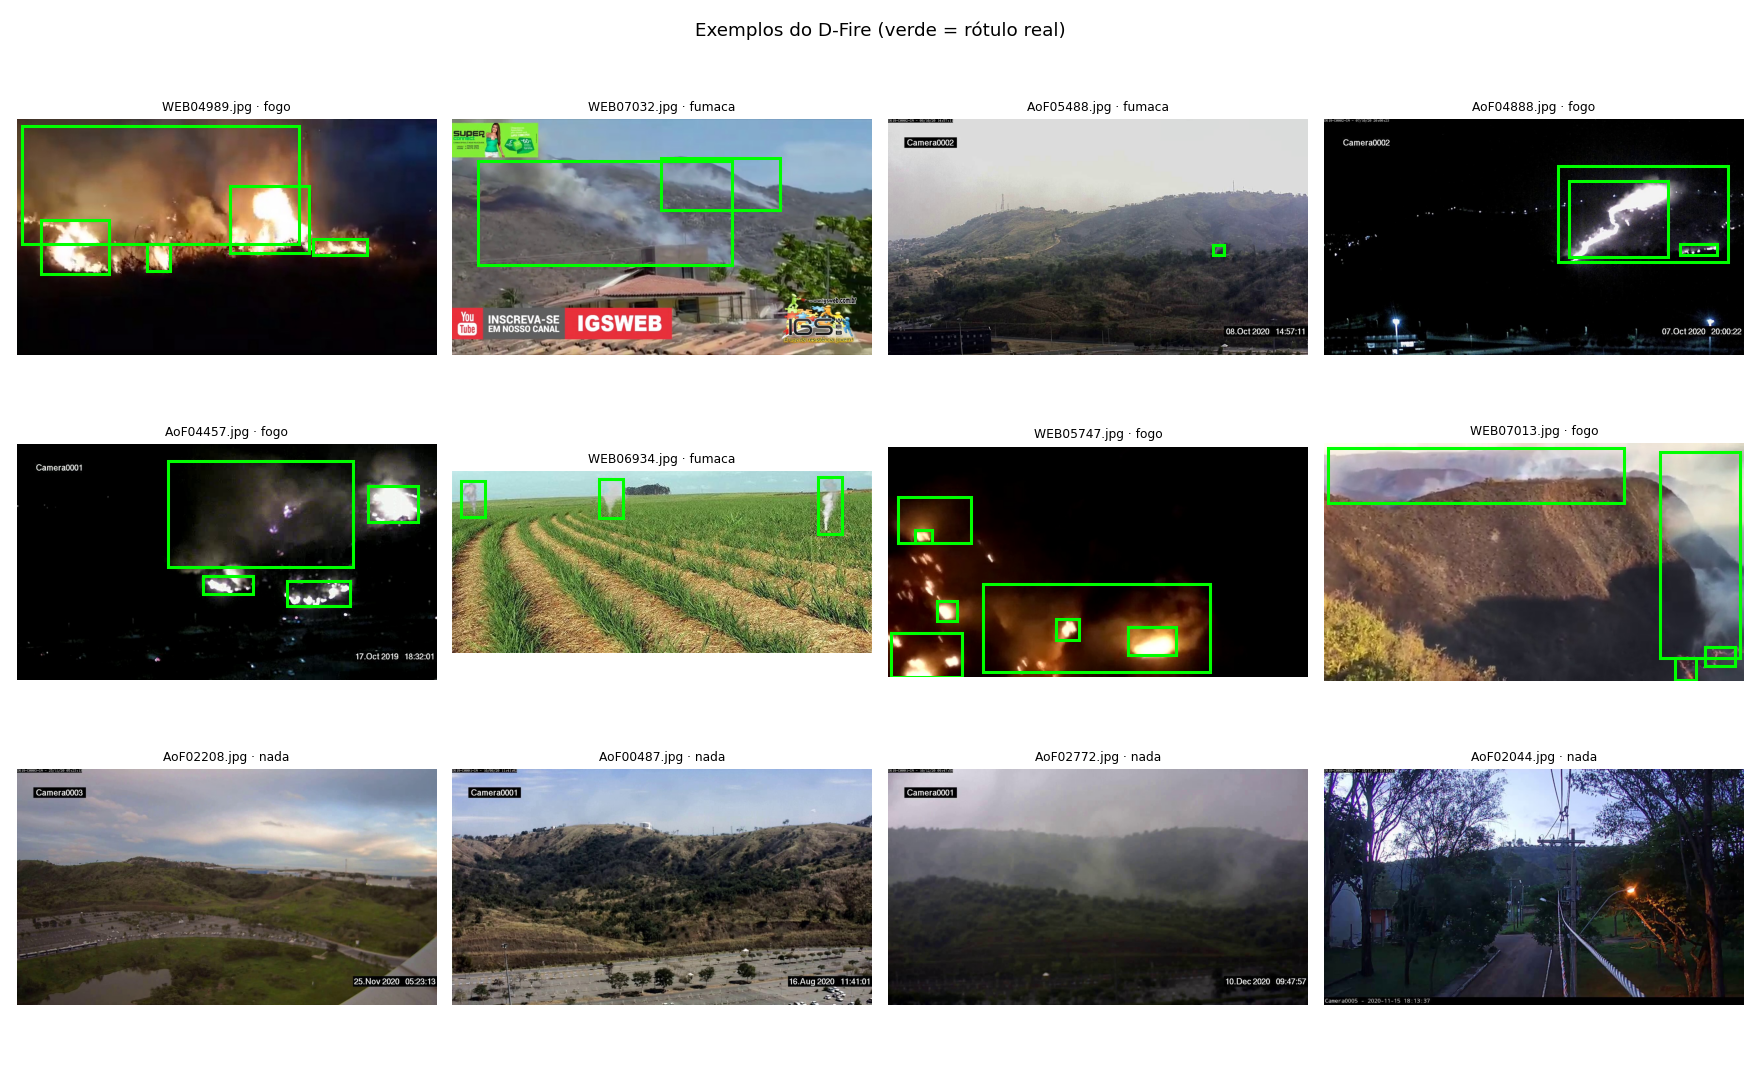 Exemplos do D-Fire (verde = rótulo real)
WEB04989.jpg · fogo
WEB07032.jpg · fumaca
AoF05488.jpg · fumaca
AoF04888.jpg · fogo
SUPER
Camera0002
Camera0002
You
Tube
INSCREVA-SE
EM NOSSO CANAL
IGSWEB
IGS
08.Oct 2020 14:57:11
07.Oct 2020 20:00:22
AoF04457.jpg · fogo
WEB06934.jpg · fumaca
WEB05747.jpg · fogo
WEB07013.jpg · fogo
Camera0001
17.Oct 2019 18:32:01
AoF02208.jpg · nada
AoF00487.jpg · nada
AoF02772.jpg · nada
AoF02044.jpg · nada
Camera0003
Camera0001
Camera0001
25.Nov 2020 05:23:13
16.Aug 2020 11:41:01
10.Dec 2020 09:47:57
Camera0005 - 2020-11-15 18:13:37